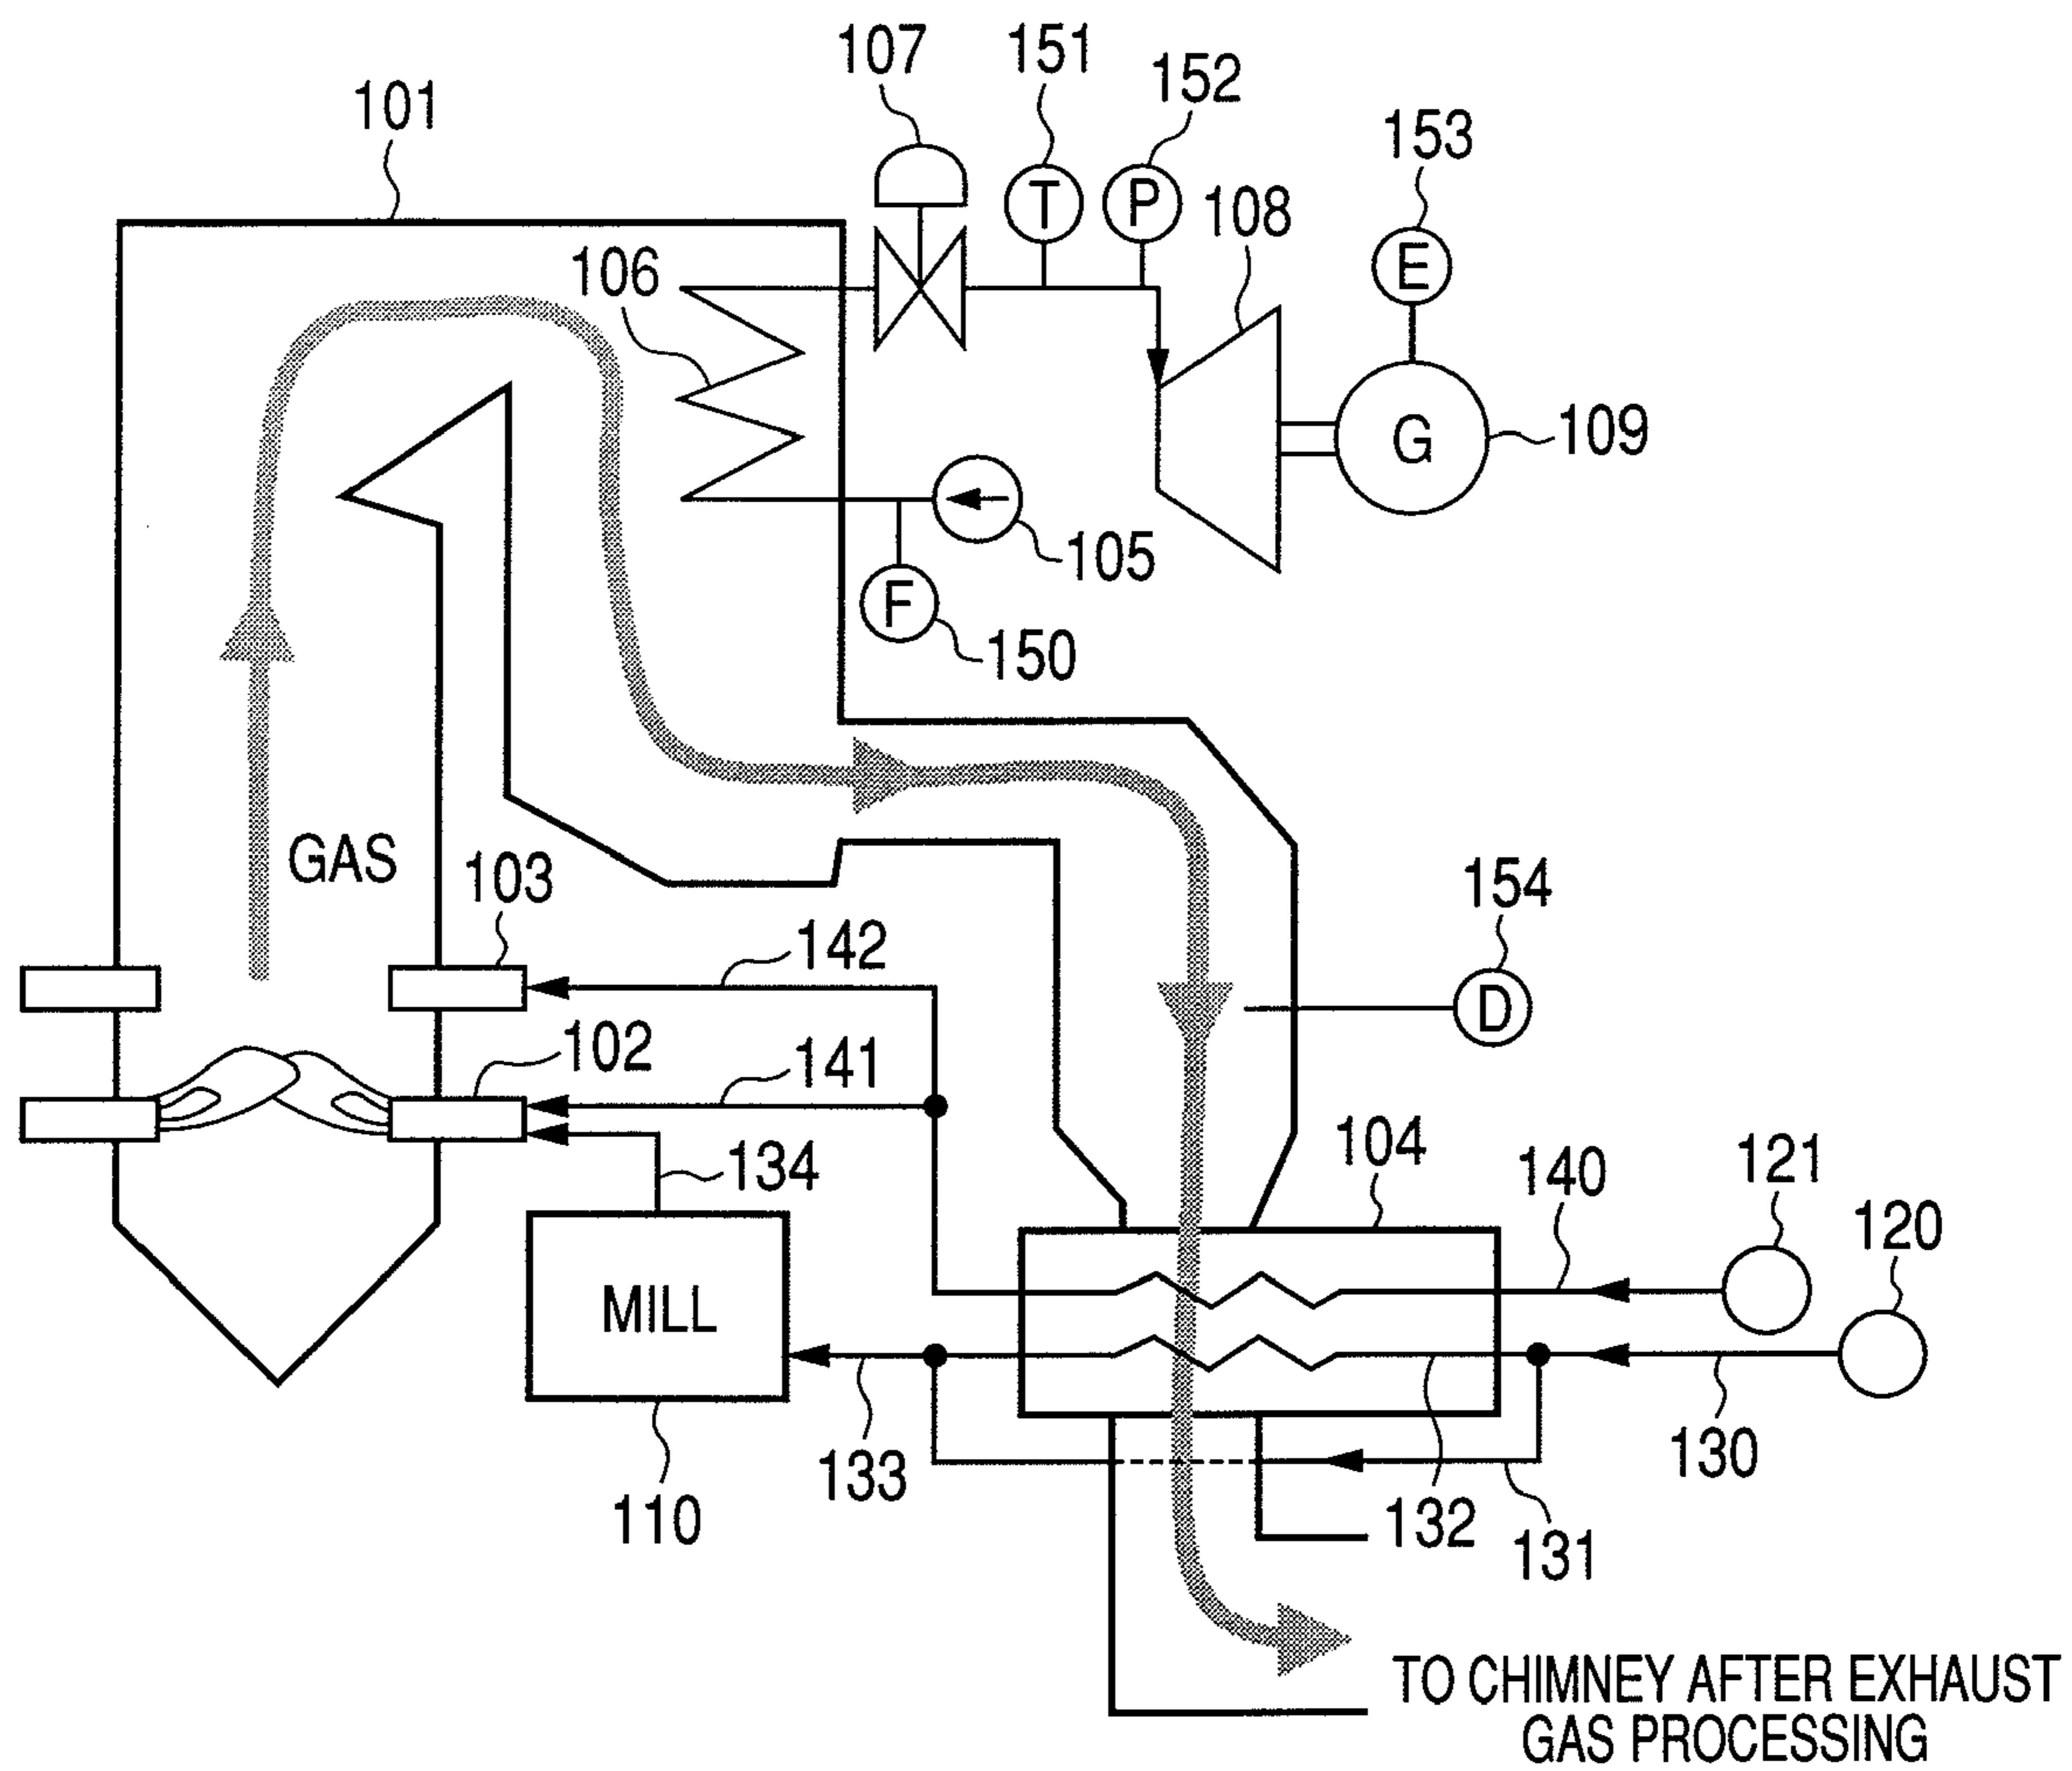 107
151
152
101
153
T
P
108
E
106
G
109
105
F
150
GAS
103
154
142
D
102
141
134
104
140
121
120
MILL
133
130
110
132
131
TO CHIMNEY AFTER EXHAUST
GAS PROCESSING